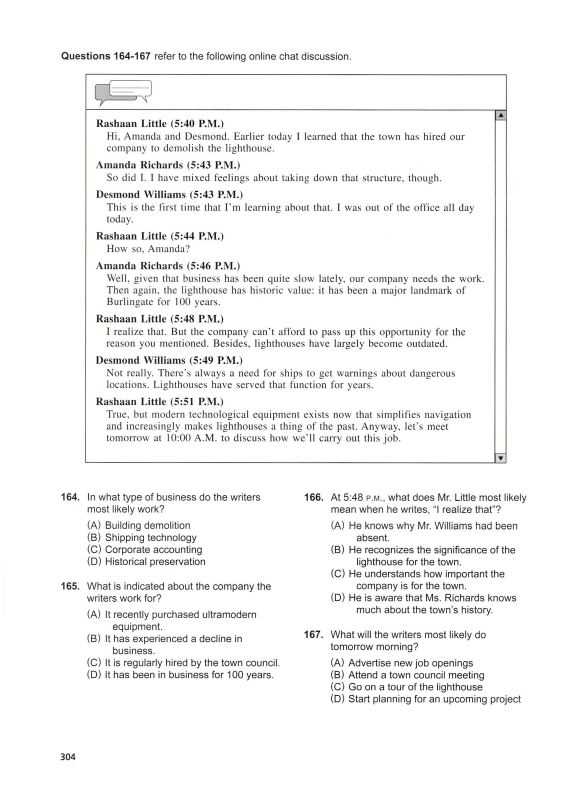 Questions 164-167 refer to the following online chat discussion.
Rashaan Little (5:40 P.M.)
Hi, Amanda and Desmond. Earlier today I learned that the town has hired our
company to demolish the lighthouse.
Amanda Richards (5:43 P.M.)
So did I. I have mixed feelings about taking down that structure, though.
Desmond Williams (5:43 P.M.)
This is the first time that I'm learning about that. I was out of the office all day
today.
Rashaan Little (5:44 P.M.)
How so, Amanda?
Amanda Richards (5:46 P.M.)
Well, given that business has been quite slow lately, our company needs the work.
Then again, the lighthouse has historic value: it has been a major landmark of
Burlingate for 100 years.
Rashaan Little (5:48 P.M.)
I realize that. But the company can't afford to pass up this opportunity for the
reason you mentioned. Besides, lighthouses have largely become outdated.
Desmond Williams (5:49 P.M.)
Not really. There's always a need for ships to get warnings about dangerous
locations. Lighthouses have served that function for years.
Rashaan Little (5:51 P.M.)
True, but modern technological equipment exists now that simplifies navigation
and increasingly makes lighthouses a thing of the past. Anyway, let's meet
tomorrow at 10:00 A.M. to discuss how we'll carry out this job.
164. In what type of business do the writers
most likely work?
(A) Building demolition
(B) Shipping technology
(C) Corporate accounting
(D) Historical preservation
165. What is indicated about the company the
writers work for?
(A) It recently purchased ultramodern
equipment.
(B) It has experienced a decline in
business.
(C) It is regularly hired by the town council.
(D) It has been in business for 100 years.
166. At 5:48 P.M., what does Mr. Little most likely
mean when he writes, "I realize that"?
(A) He knows why Mr. Williams had been
absent.
(B) He recognizes the significance of the
lighthouse for the town.
(C) He understands how important the
company is for the town.
(D) He is aware that Ms. Richards knows
much about the town's history.
167. What will the writers most likely do
tomorrow morning?
(A) Advertise new job openings
(B) Attend a town council meeting
(C) Go on a tour of the lighthouse
(D) Start planning for an upcoming project
304